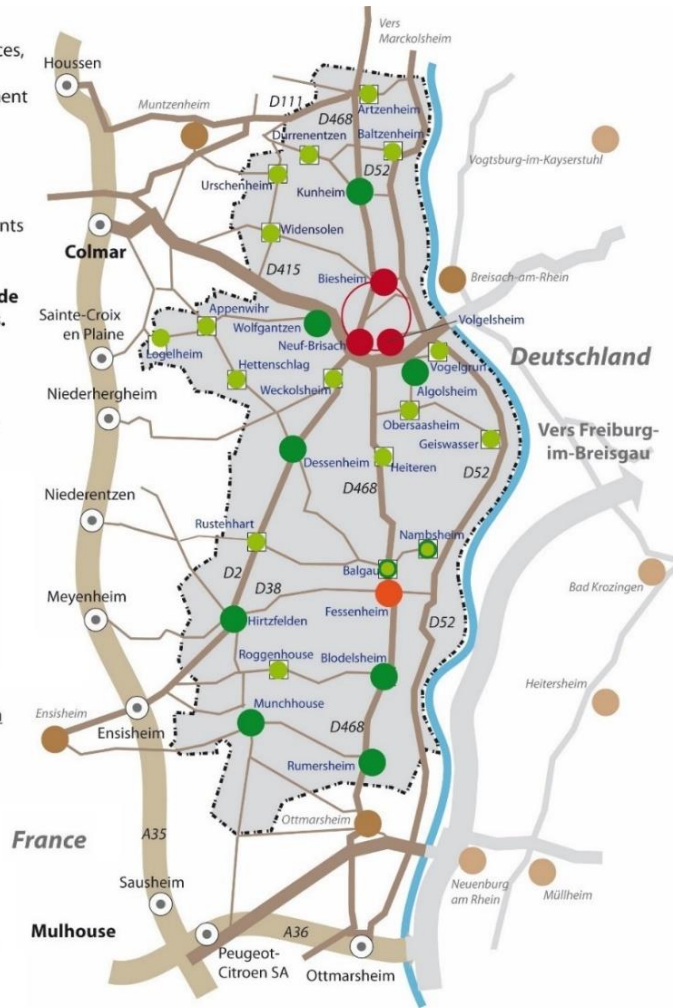 ces,
Vers
Marckolsheim
Houssen
ment
D111
Muntzenheim
Artzenheim
D468
Durrenentzen
Baltzenheim
Vogtsburg-im-Kayserstuhl
D52
Urschenheim
Kunheim
ents
Widensolen
Colmar
D415
Biesheim
Breisach-am-Rhein
de
Appenwihr
Sainte-Croix
en Plaine
Wolfgantzen
Volgelsheim
Neuf-Brisach
Logelheim
Deutschland
Hettenschlag
Vogelgrun
Weckolsheim
Algolsheim
Niederhergheim
Obersaasheim
Vers Freiburg-
im-Breisgau
Geiswasser
Dessenheim
Heiteren
D52
D468
Niederentzen
Rustenhart
Nambsheim
Balgau
D2
D38
Bad Krozingen
Meyenheim
Fessenheim
Hirtzfelden
D52
Roggenhouse
Blodelsheim
Heitersheim
Munchhouse
Ensisheim
Ensisheim
D468
Rumersheim
Ottmarsheim
France
A35
Neuenburg
am Rhein
Müllheim
Sausheim
Mulhouse
A36
Peugeot-
Citroen SA
Ottmarsheim